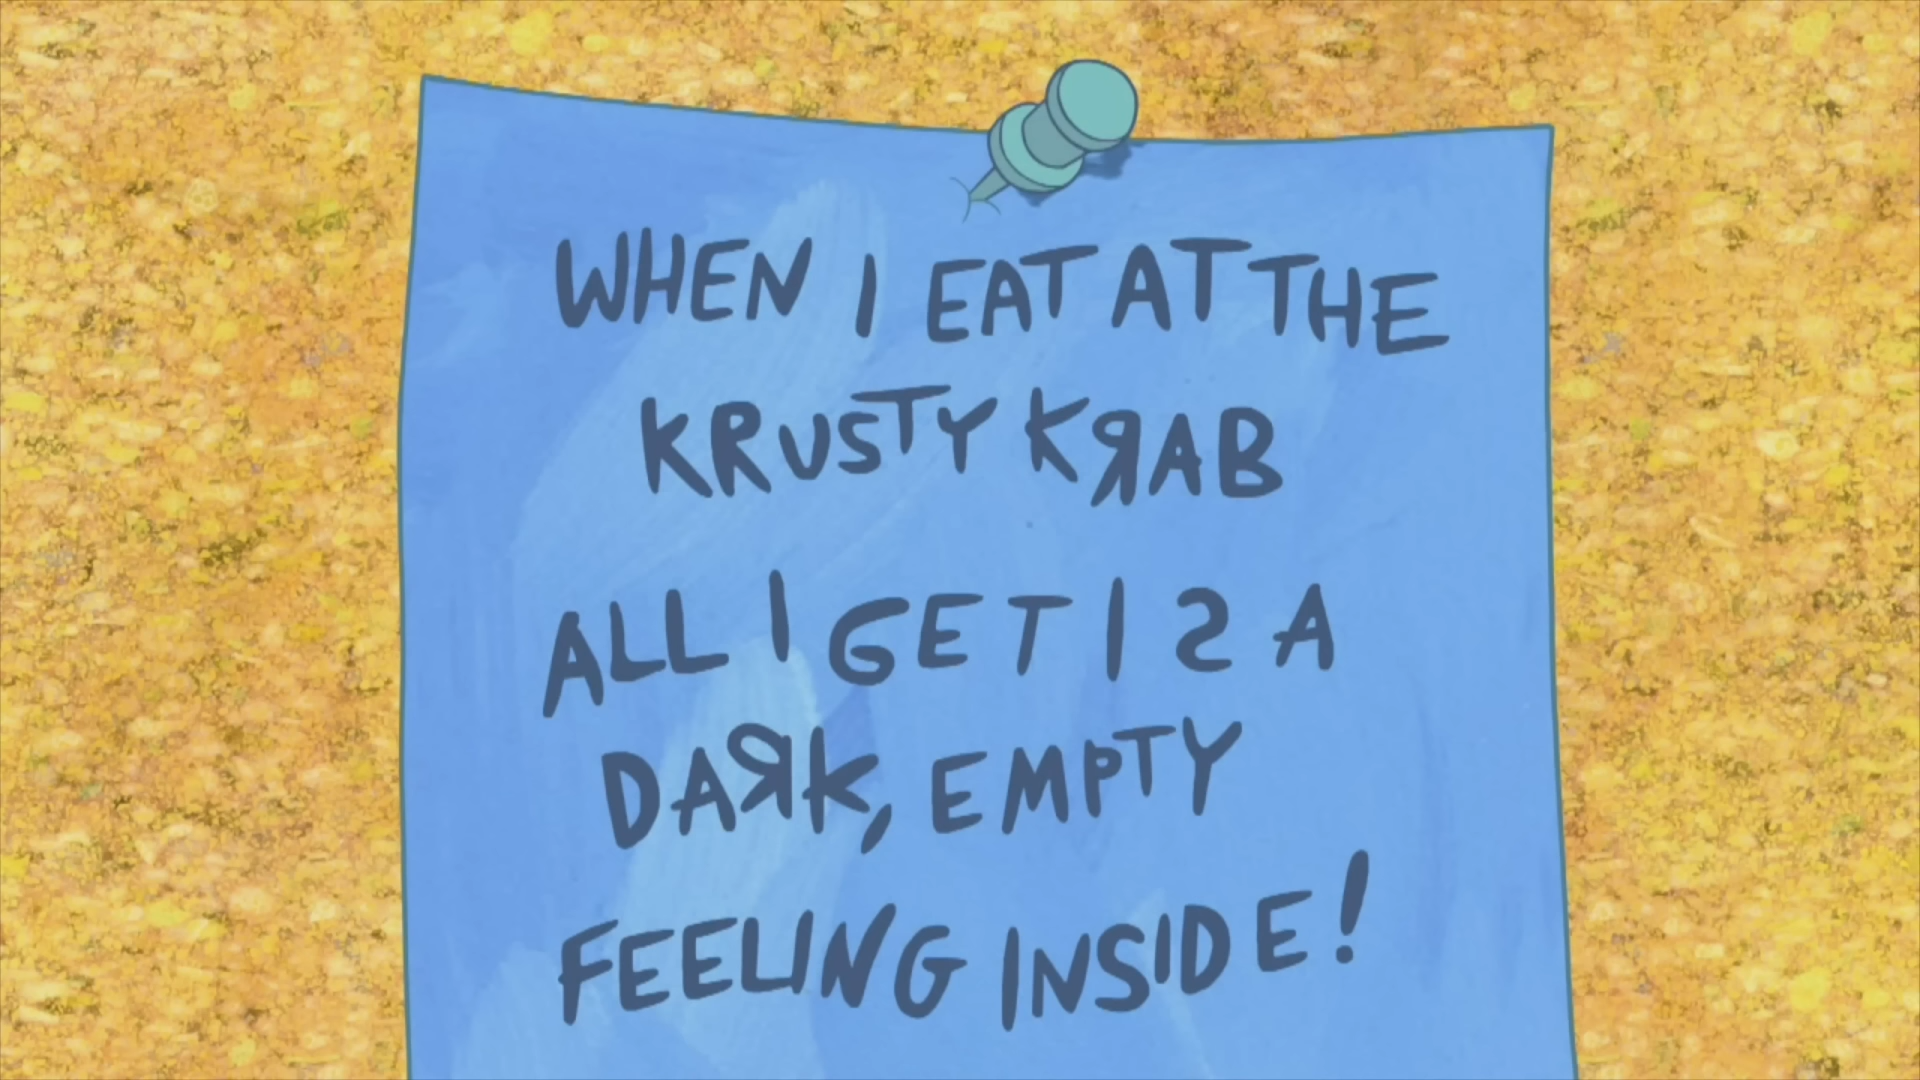 WHEN I EAT AT THE
KRUSTY KRAB
ALL I GET IS A
DARK, EMPTY
FEELING INSIDE!